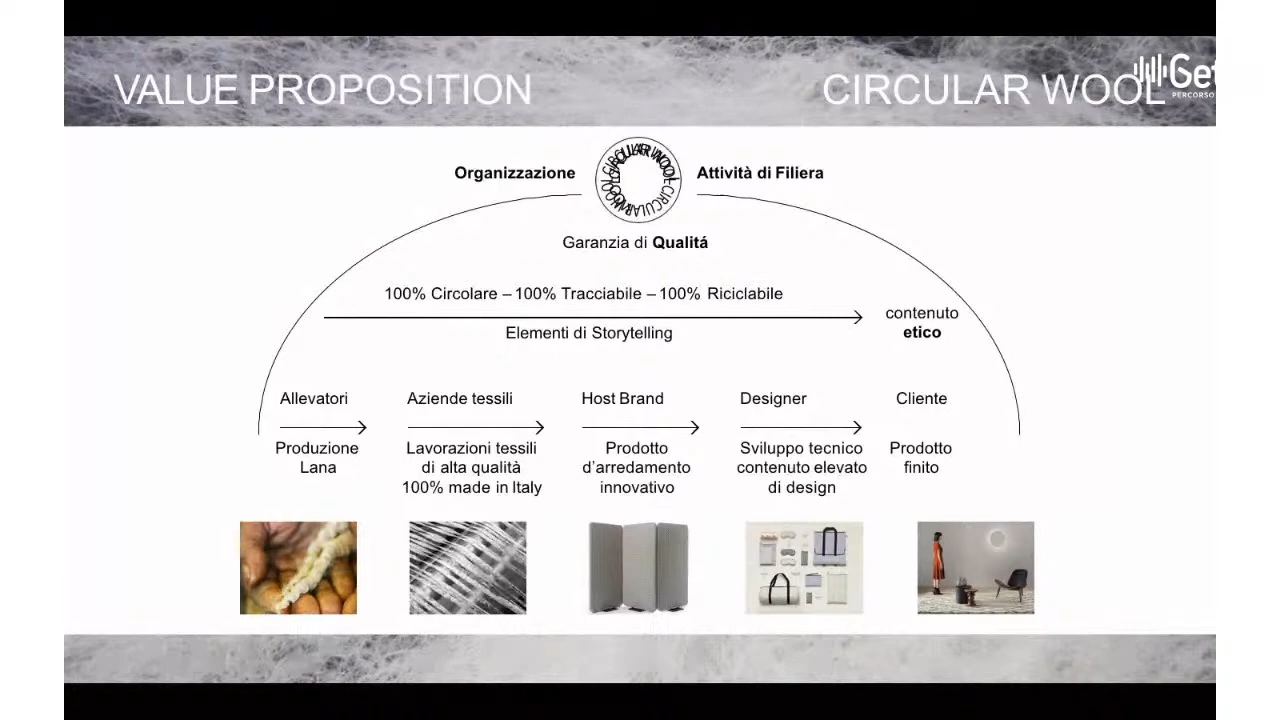 VALUE PROPOSITION
CIRCULAR WOOL
Get
PERCORSO
Organizzazione
Attività di Filiera
Garanzia di Qualitá
100% Circolare – 100% Tracciabile – 100% Riciclabile
Elementi di Storytelling
contenuto
etico
Allevatori
Aziende tessili
Host Brand
Designer
Cliente
Produzione
Lana
Lavorazioni tessili
di alta qualità
100% made in Italy
Prodotto
d’arredamento
innovativo
Sviluppo tecnico
contenuto elevato
di design
Prodotto
finito